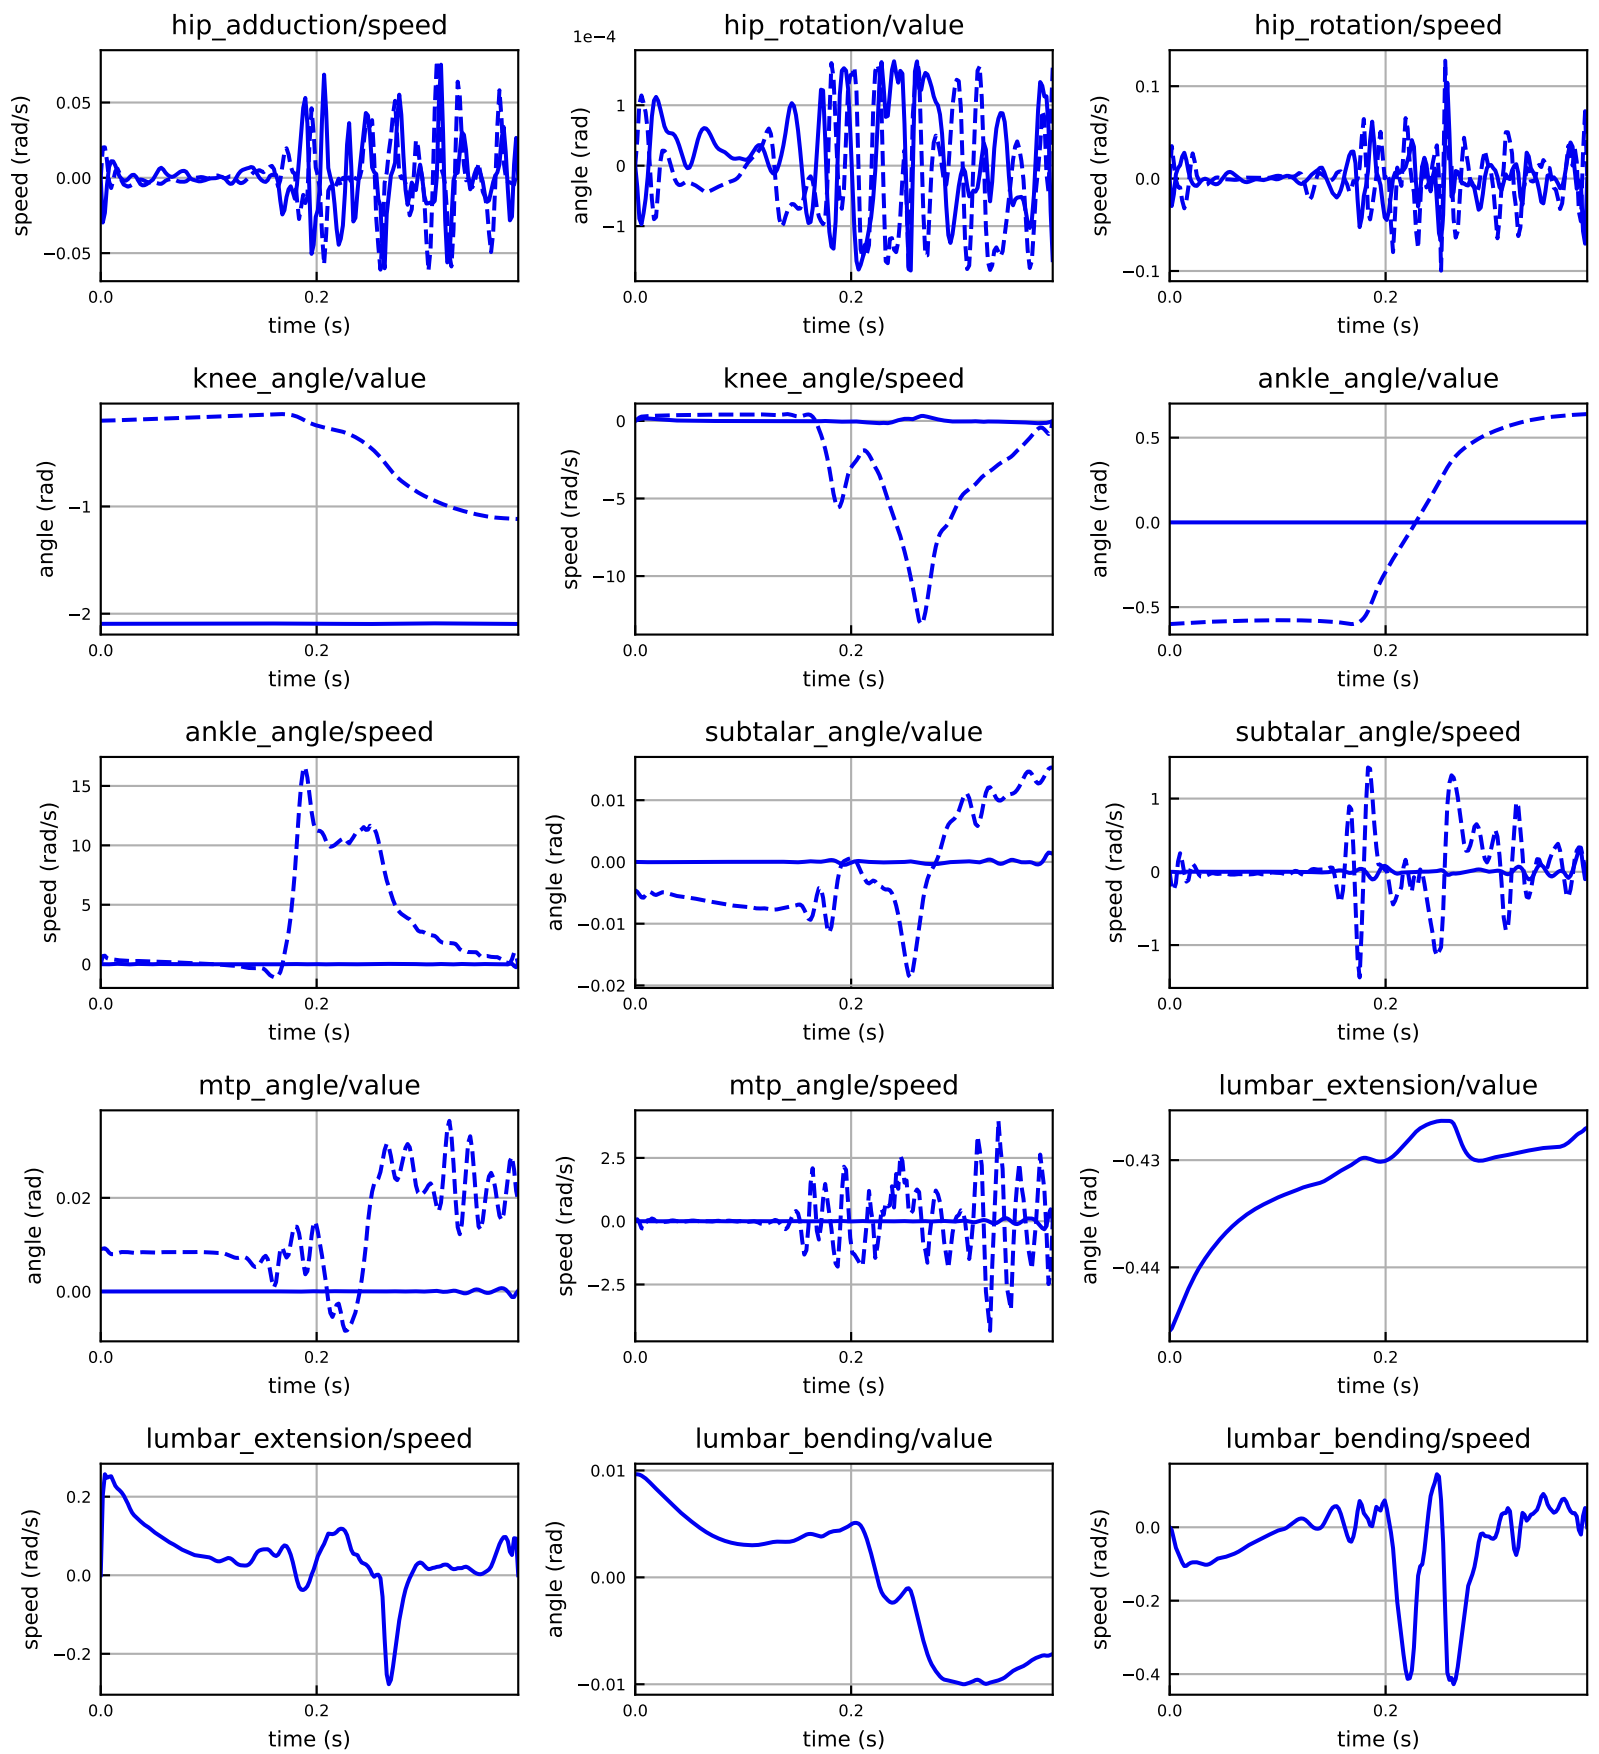 hip_adduction/speed
speed (rad/s)
0.05
0.00
−0.05
0.0
0.2
time (s)
hip_rotation/value
1e−4
angle (rad)
1
0
−1
0.0
0.2
time (s)
hip_rotation/speed
speed (rad/s)
0.1
0.0
−0.1
0.0
0.2
time (s)
knee_angle/value
angle (rad)
−1
−2
0.0
0.2
time (s)
knee_angle/speed
speed (rad/s)
0
−5
−10
0.0
0.2
time (s)
ankle_angle/value
angle (rad)
0.5
0.0
−0.5
0.0
0.2
time (s)
ankle_angle/speed
speed (rad/s)
15
10
5
0
0.0
0.2
time (s)
subtalar_angle/value
angle (rad)
0.01
0.00
−0.01
−0.02
0.0
0.2
time (s)
subtalar_angle/speed
speed (rad/s)
1
0
−1
0.0
0.2
time (s)
mtp_angle/value
angle (rad)
0.02
0.00
0.0
0.2
time (s)
mtp_angle/speed
speed (rad/s)
2.5
0.0
−2.5
0.0
0.2
time (s)
lumbar_extension/value
angle (rad)
−0.43
−0.44
0.0
0.2
time (s)
lumbar_extension/speed
speed (rad/s)
0.2
0.0
−0.2
0.0
0.2
time (s)
lumbar_bending/value
angle (rad)
0.01
0.00
−0.01
0.0
0.2
time (s)
lumbar_bending/speed
speed (rad/s)
0.0
−0.2
−0.4
0.0
0.2
time (s)